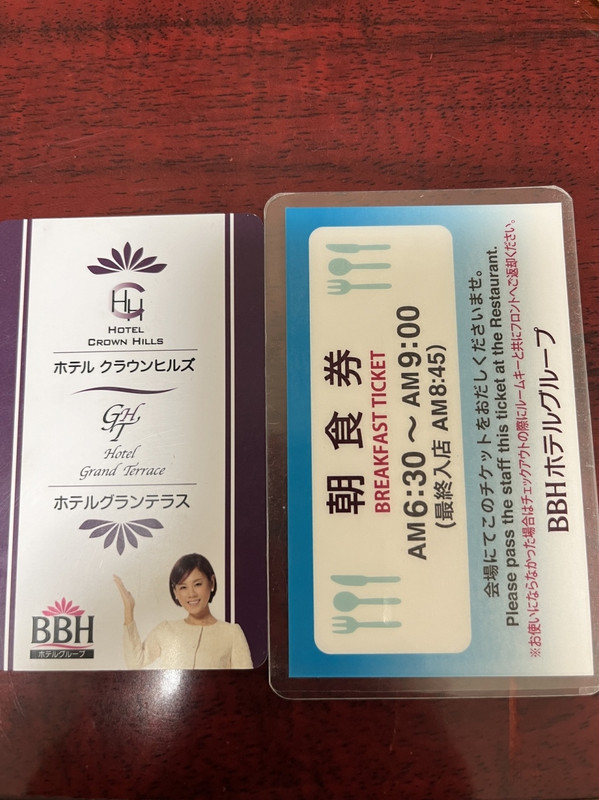 HOTEL
CROWN HILLS
ホテル クラウンヒルズ
GHT
Hotel
Grand Terrace
ホテルグランテラス
BBH
ホテルグループ
朝食券
BREAKFAST TICKET
AM6:30～AM9:00
(最終入店 AM8:45)
会場にてこのチケットをおだしくださいませ。
Please pass the staff this ticket at the Restaurant.
※お使いにならなかった場合はチェックアウトの際にルームキーと共にフロントへご返却ください。
BBHホテルグループ